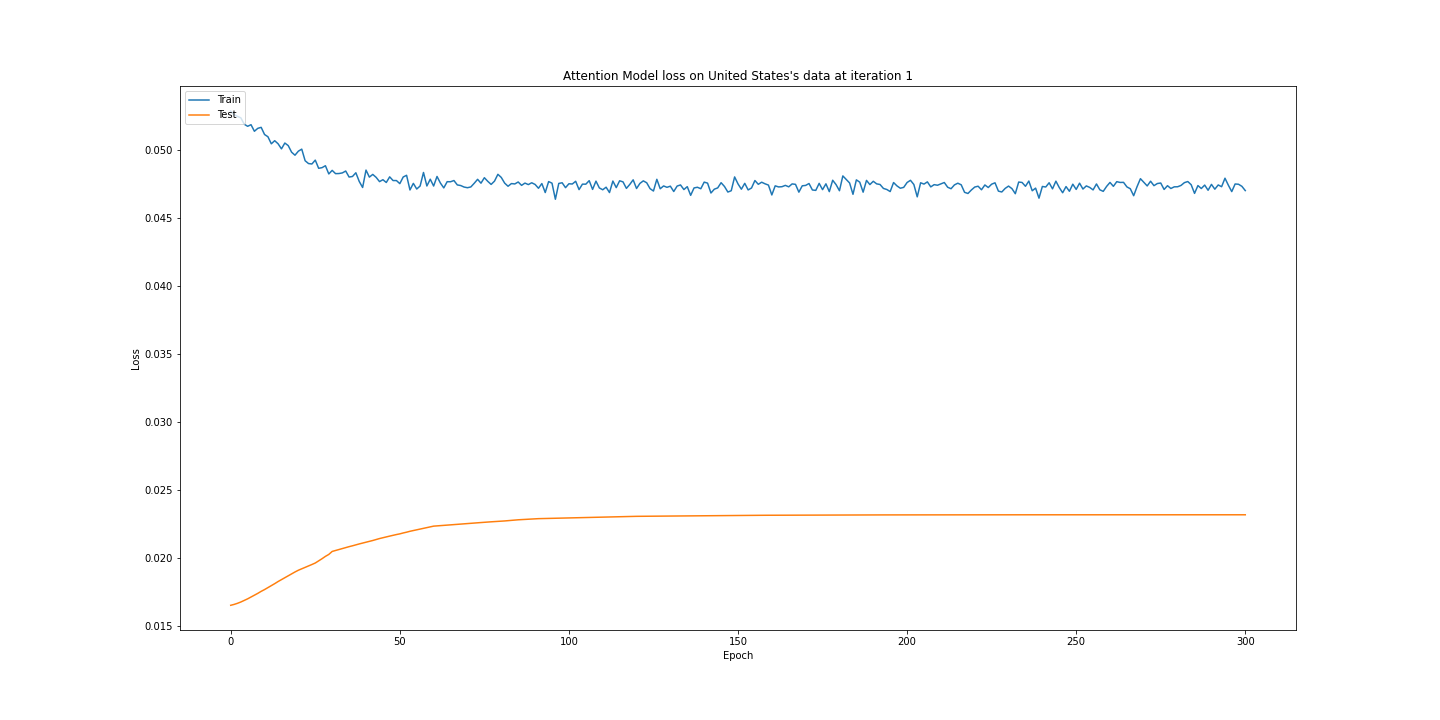 Attention Model loss on United States's data at iteration 1
Train
Test
0.050
0.045
0.040
0.035
0.030
0.025
0.020
0.015
Loss
0 50 100 150 200 250 300
Epoch